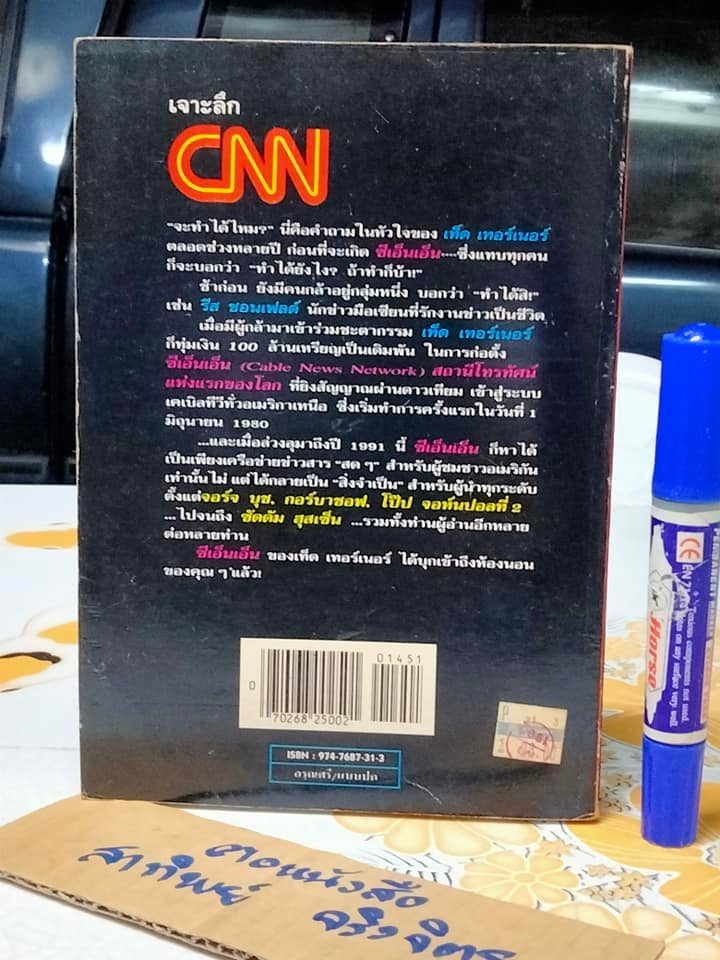 เจาะลึก
CNN
"จะทำได้ไหม?" นี่คือคำถามในหัวใจของ เท็ด เทอร์เนอร์
ตลอดช่วงหลายปี ก่อนที่จะเกิด ซีเอ็นเอ็น....ซึ่งแทบทุกคน
ก็จะบอกว่า "ทำได้ยังไง? ถ้าทำก็บ้า!"
ช้าก่อน ยังมีคนกล้าอยู่กลุ่มหนึ่ง บอกว่า "ทำได้สิ!"
เช่น รีส ชอนเฟลด์ นักข่าวมือเซียนที่รักงานข่าวเป็นชีวิต
เมื่อมีผู้กล้ามาเข้าร่วมชะตากรรม เท็ด เทอร์เนอร์
ก็ทุ่มเงิน 100 ล้านเหรียญเป็นเดิมพัน ในการก่อตั้ง
ซีเอ็นเอ็น (Cable News Network) สถานีโทรทัศน์
แห่งแรกของโลก ที่ยิงสัญญาณผ่านดาวเทียม เข้าสู่ระบบ
เคเบิลทีวีทั่วอเมริกาเหนือ ซึ่งเริ่มทำการครั้งแรกในวันที่ 1
มิถุนายน 1980
...และเมื่อล่วงลุมาถึงปี 1991 นี้ ซีเอ็นเอ็น ก็หาได้
เป็นเพียงเครือข่ายข่าวสาร "สด ๆ" สำหรับผู้ชมชาวอเมริกัน
เท่านั้นไม่ แต่ได้กลายเป็น "สิ่งจำเป็น" สำหรับผู้นำทุกระดับ
ตั้งแต่จอร์จ บุช. กอร์บาชอฟ. โป๊ป จอห์นปอลที่ 2
...ไปจนถึง ซัดดัม ฮุสเซ็น ...รวมทั้งท่านผู้อ่านอีกหลาย
ต่อหลายท่าน
ซีเอ็นเอ็น ของเท็ด เทอร์เนอร์ ได้บุกเข้าถึงห้องนอน
ของคุณ ๆ แล้ว!
01451
0
70268 25002
ISBN : 974-7687-31-3
อรุณศรี/แบบปก
CE
Horse